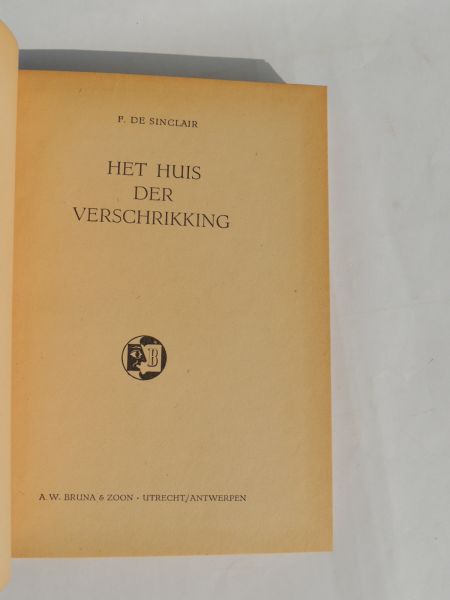 F. DE SINCLAIR
HET HUIS
DER
VERSCHRIKKING
B
A. W. BRUNA & ZOON · UTRECHT/ANTWERPEN